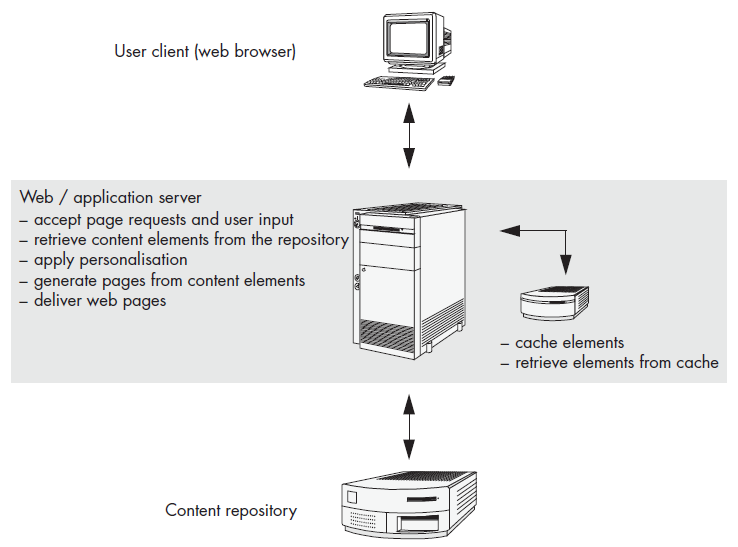 User client (web browser)
Web / application server
– accept page requests and user input
– retrieve content elements from the repository
– apply personalisation
– generate pages from content elements
– deliver web pages
– cache elements
– retrieve elements from cache
Content repository